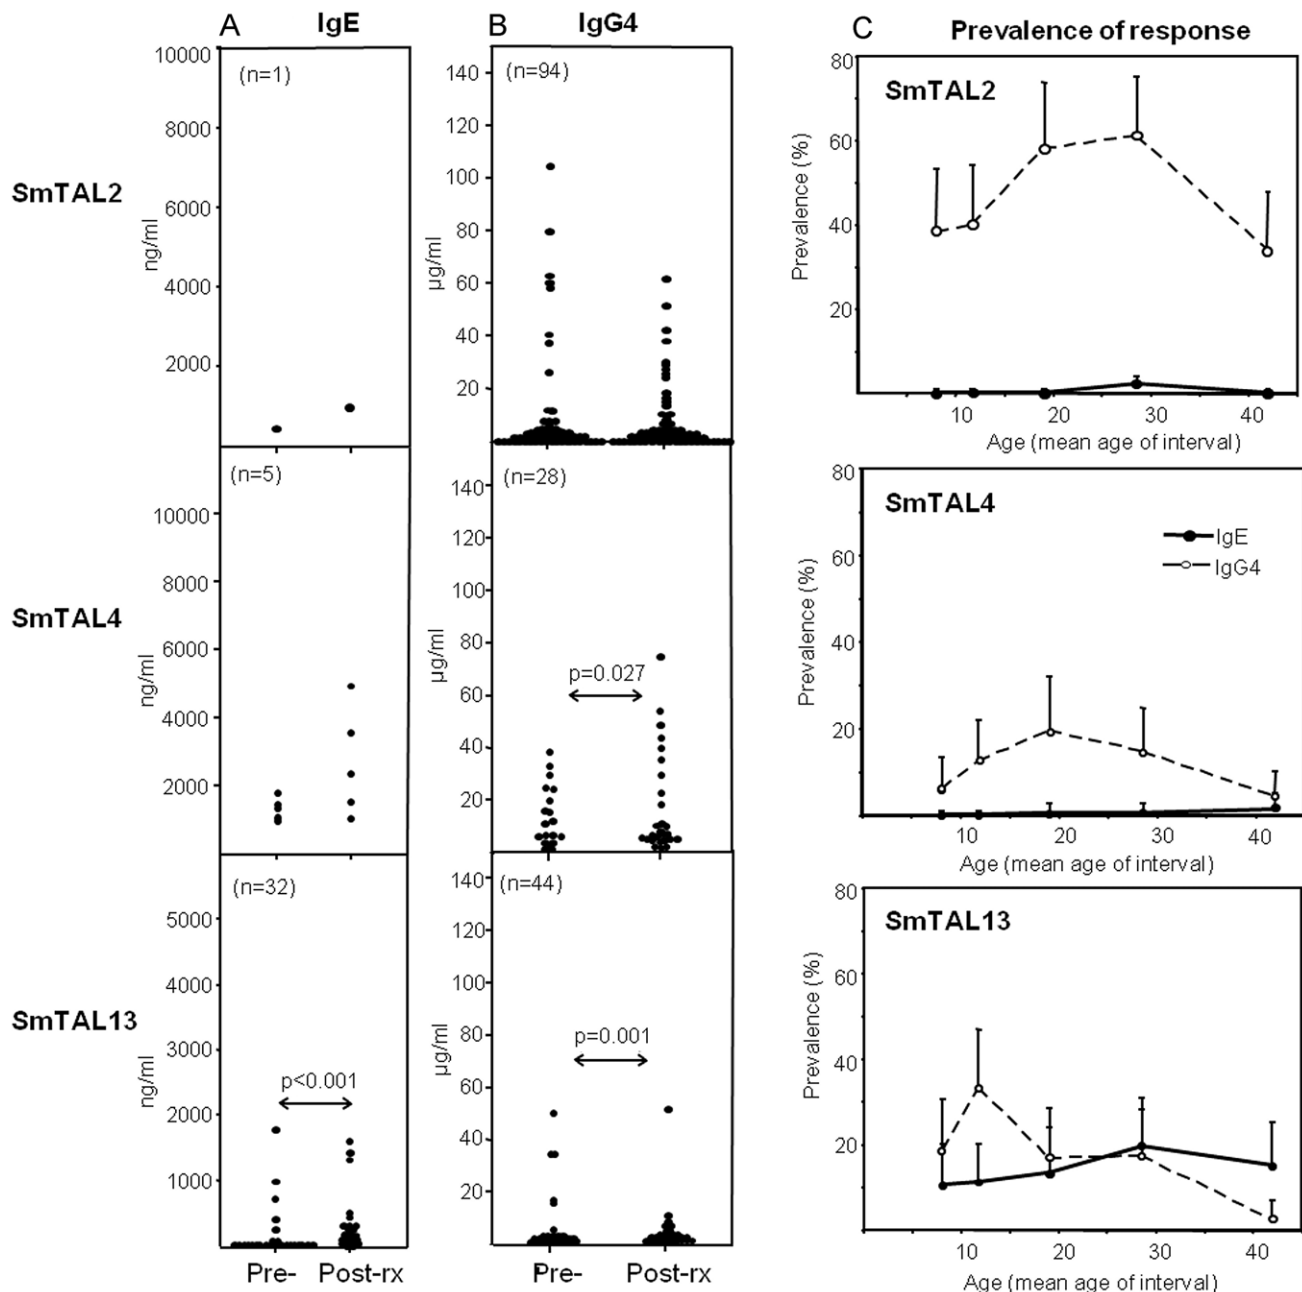 A IgE
B IgG4
C Prevalence of response
SmTAL2
ng/ml
10000
8000
6000
4000
2000
(n=1)
µg/ml
140
120
100
80
60
40
20
(n=94)
SmTAL2
Prevalence (%)
80
60
40
20
10 20 30 40
Age (mean age of interval)
SmTAL4
ng/ml
10000
8000
6000
4000
2000
(n=5)
µg/ml
140
120
100
80
60
40
20
(n=28)
p=0.027
SmTAL4
IgE
IgG4
Prevalence (%)
80
60
40
20
10 20 30 40
Age (mean age of interval)
SmTAL13
ng/ml
5000
4000
3000
2000
1000
(n=32)
p<0.001
Pre- Post-rx
µg/ml
140
120
100
80
60
40
20
(n=44)
p=0.001
Pre- Post-rx
SmTAL13
Prevalence (%)
80
60
40
20
10 20 30 40
Age (mean age of interval)